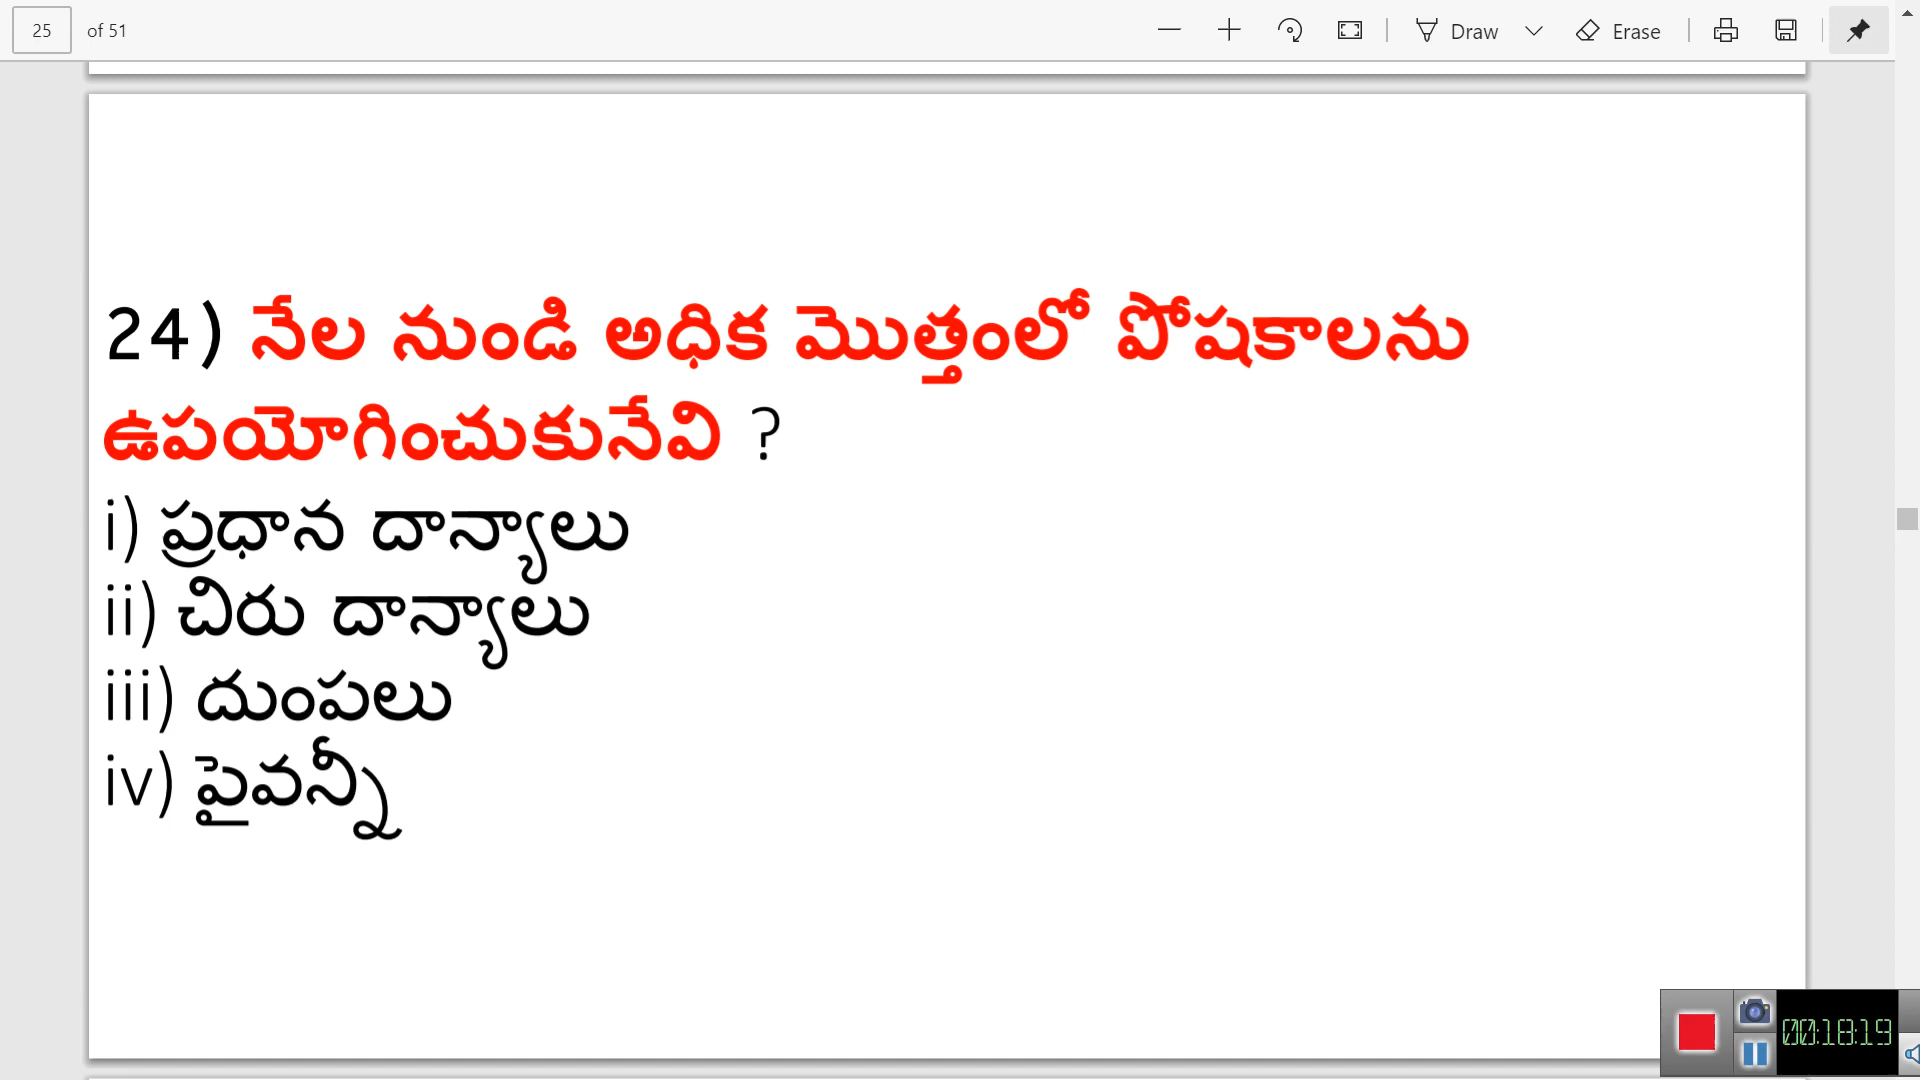 25 of 51 Draw Erase
24) నేల నుండి అధిక మొత్తంలో పోషకాలను
ఉపయోగించుకునేవి ?
i) ప్రధాన దాన్యాలు
ii) చిరు దాన్యాలు
iii) దుంపలు
iv) పైవన్నీ
00:18:19